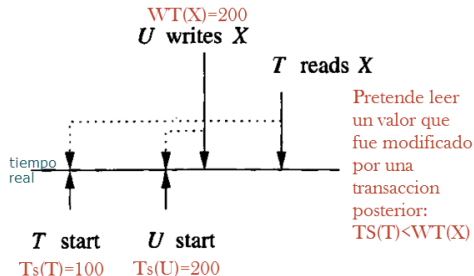 WT(X)=200
U writes X
T reads X
Pretende leer
un valor que
fue modificado
por una
transaccion
posterior:
TS(T)<WT(X)
tiempo
real
T start
U start
Ts(T)=100
Ts(U)=200